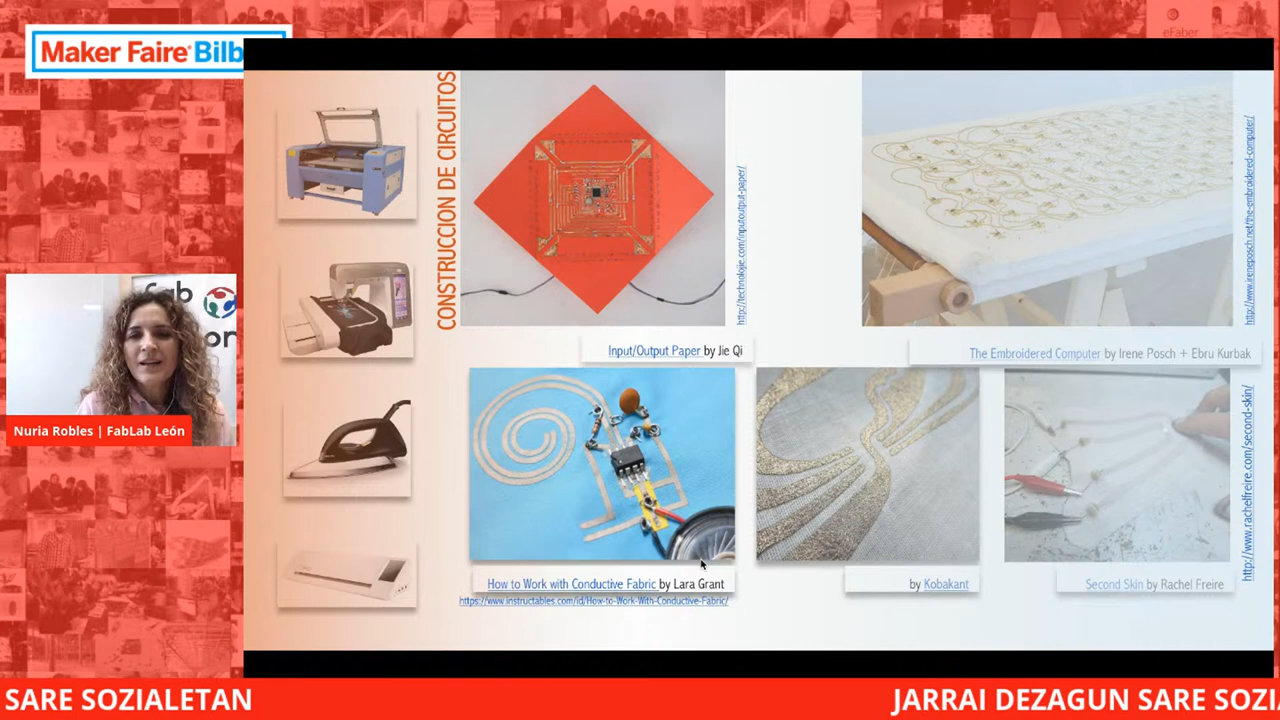 eFaber
Maker Faire Bilb
CONSTRUCCION DE CIRCUITOS
http://technolojie.com/inputoutput-paper/
http://www.ireneposch.net/the-embroidered-computer/
Input/Output Paper by Jie Qi
The Embroidered Computer by Irene Posch + Ebru Kurbak
Nuria Robles | FabLab León
http://www.rachelfreire.com/second-skin/
How to Work with Conductive Fabric by Lara Grant
by Kobakant
Second Skin by Rachel Freire
https://www.instructables.com/id/How-to-Work-With-Conductive-Fabric/
SARE SOZIALETAN
JARRAI DEZAGUN SARE SOZI